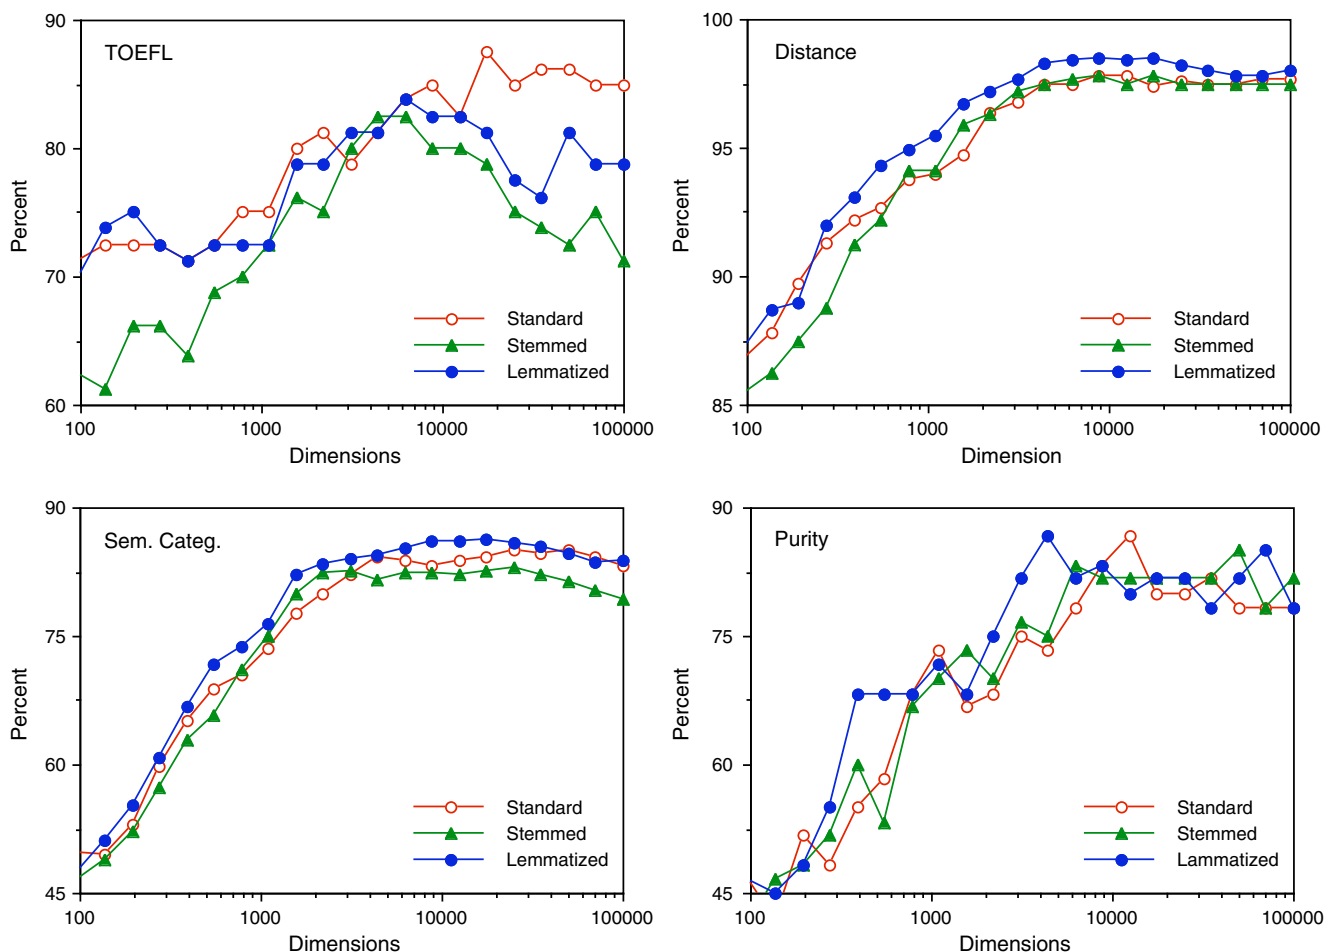 TOEFL
90
80
70
60
Percent
100
1000
10000
100000
Dimensions
Standard
Stemmed
Lemmatized
Distance
100
95
90
85
Percent
100
1000
10000
100000
Dimension
Standard
Stemmed
Lemmatized
Sem. Categ.
90
75
60
45
Percent
100
1000
10000
100000
Dimensions
Standard
Stemmed
Lemmatized
Purity
90
75
60
45
Percent
100
1000
10000
100000
Dimensions
Standard
Stemmed
Lammatized